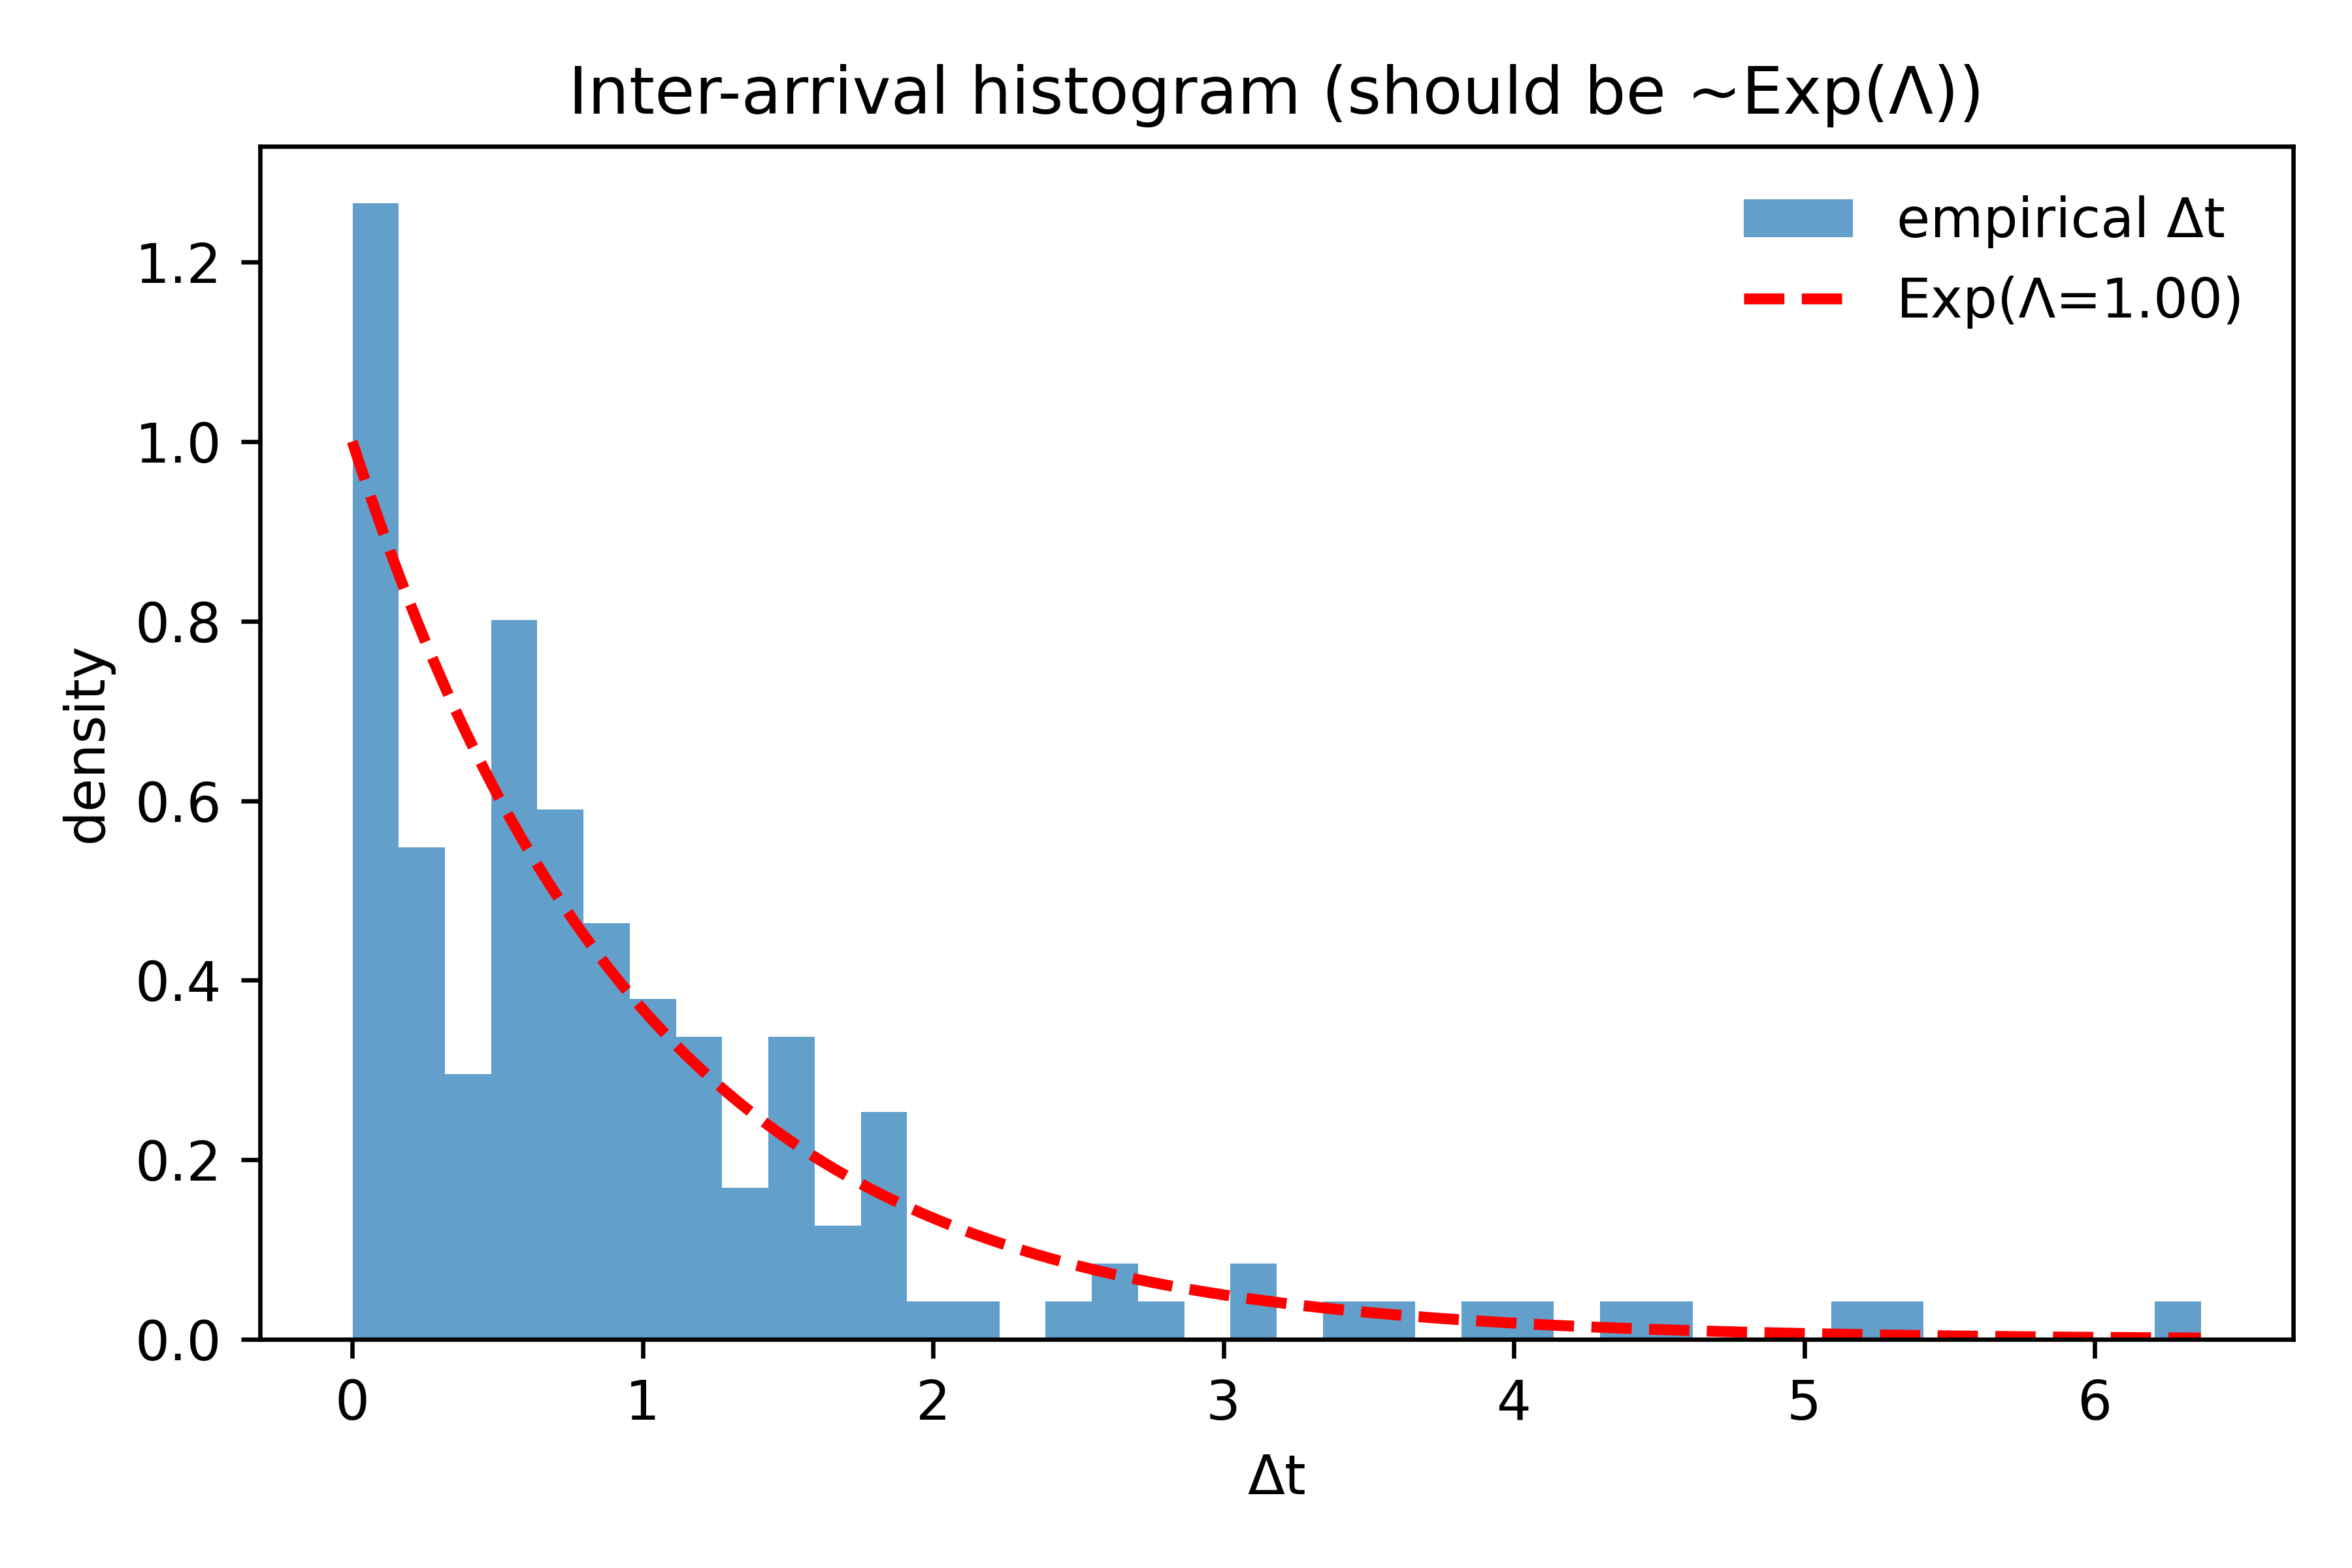 Inter-arrival histogram (should be ~Exp(Λ))
empirical Δt
Exp(Λ=1.00)
density
1.2
1.0
0.8
0.6
0.4
0.2
0.0
0 1 2 3 4 5 6
Δt